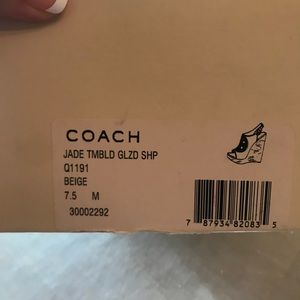 COACH
JADE TMBLD GLZD SHP
Q1191
BEIGE
7.5 M
30002292
7 87934 82083 5